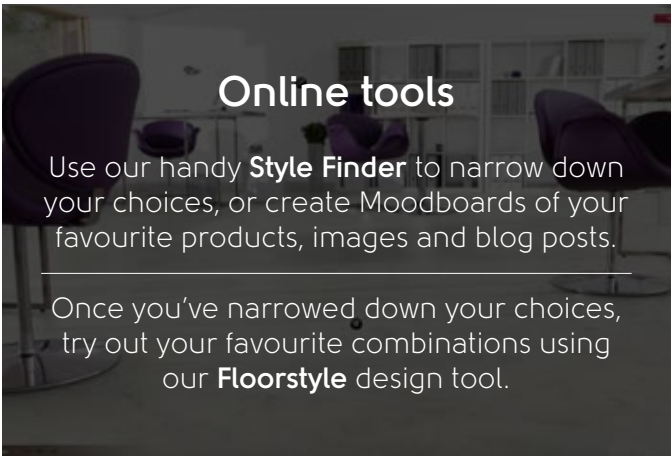 Online tools
Use our handy Style Finder to narrow down
your choices, or create Moodboards of your
favourite products, images and blog posts.
Once you've narrowed down your choices,
try out your favourite combinations using
our Floorstyle design tool.